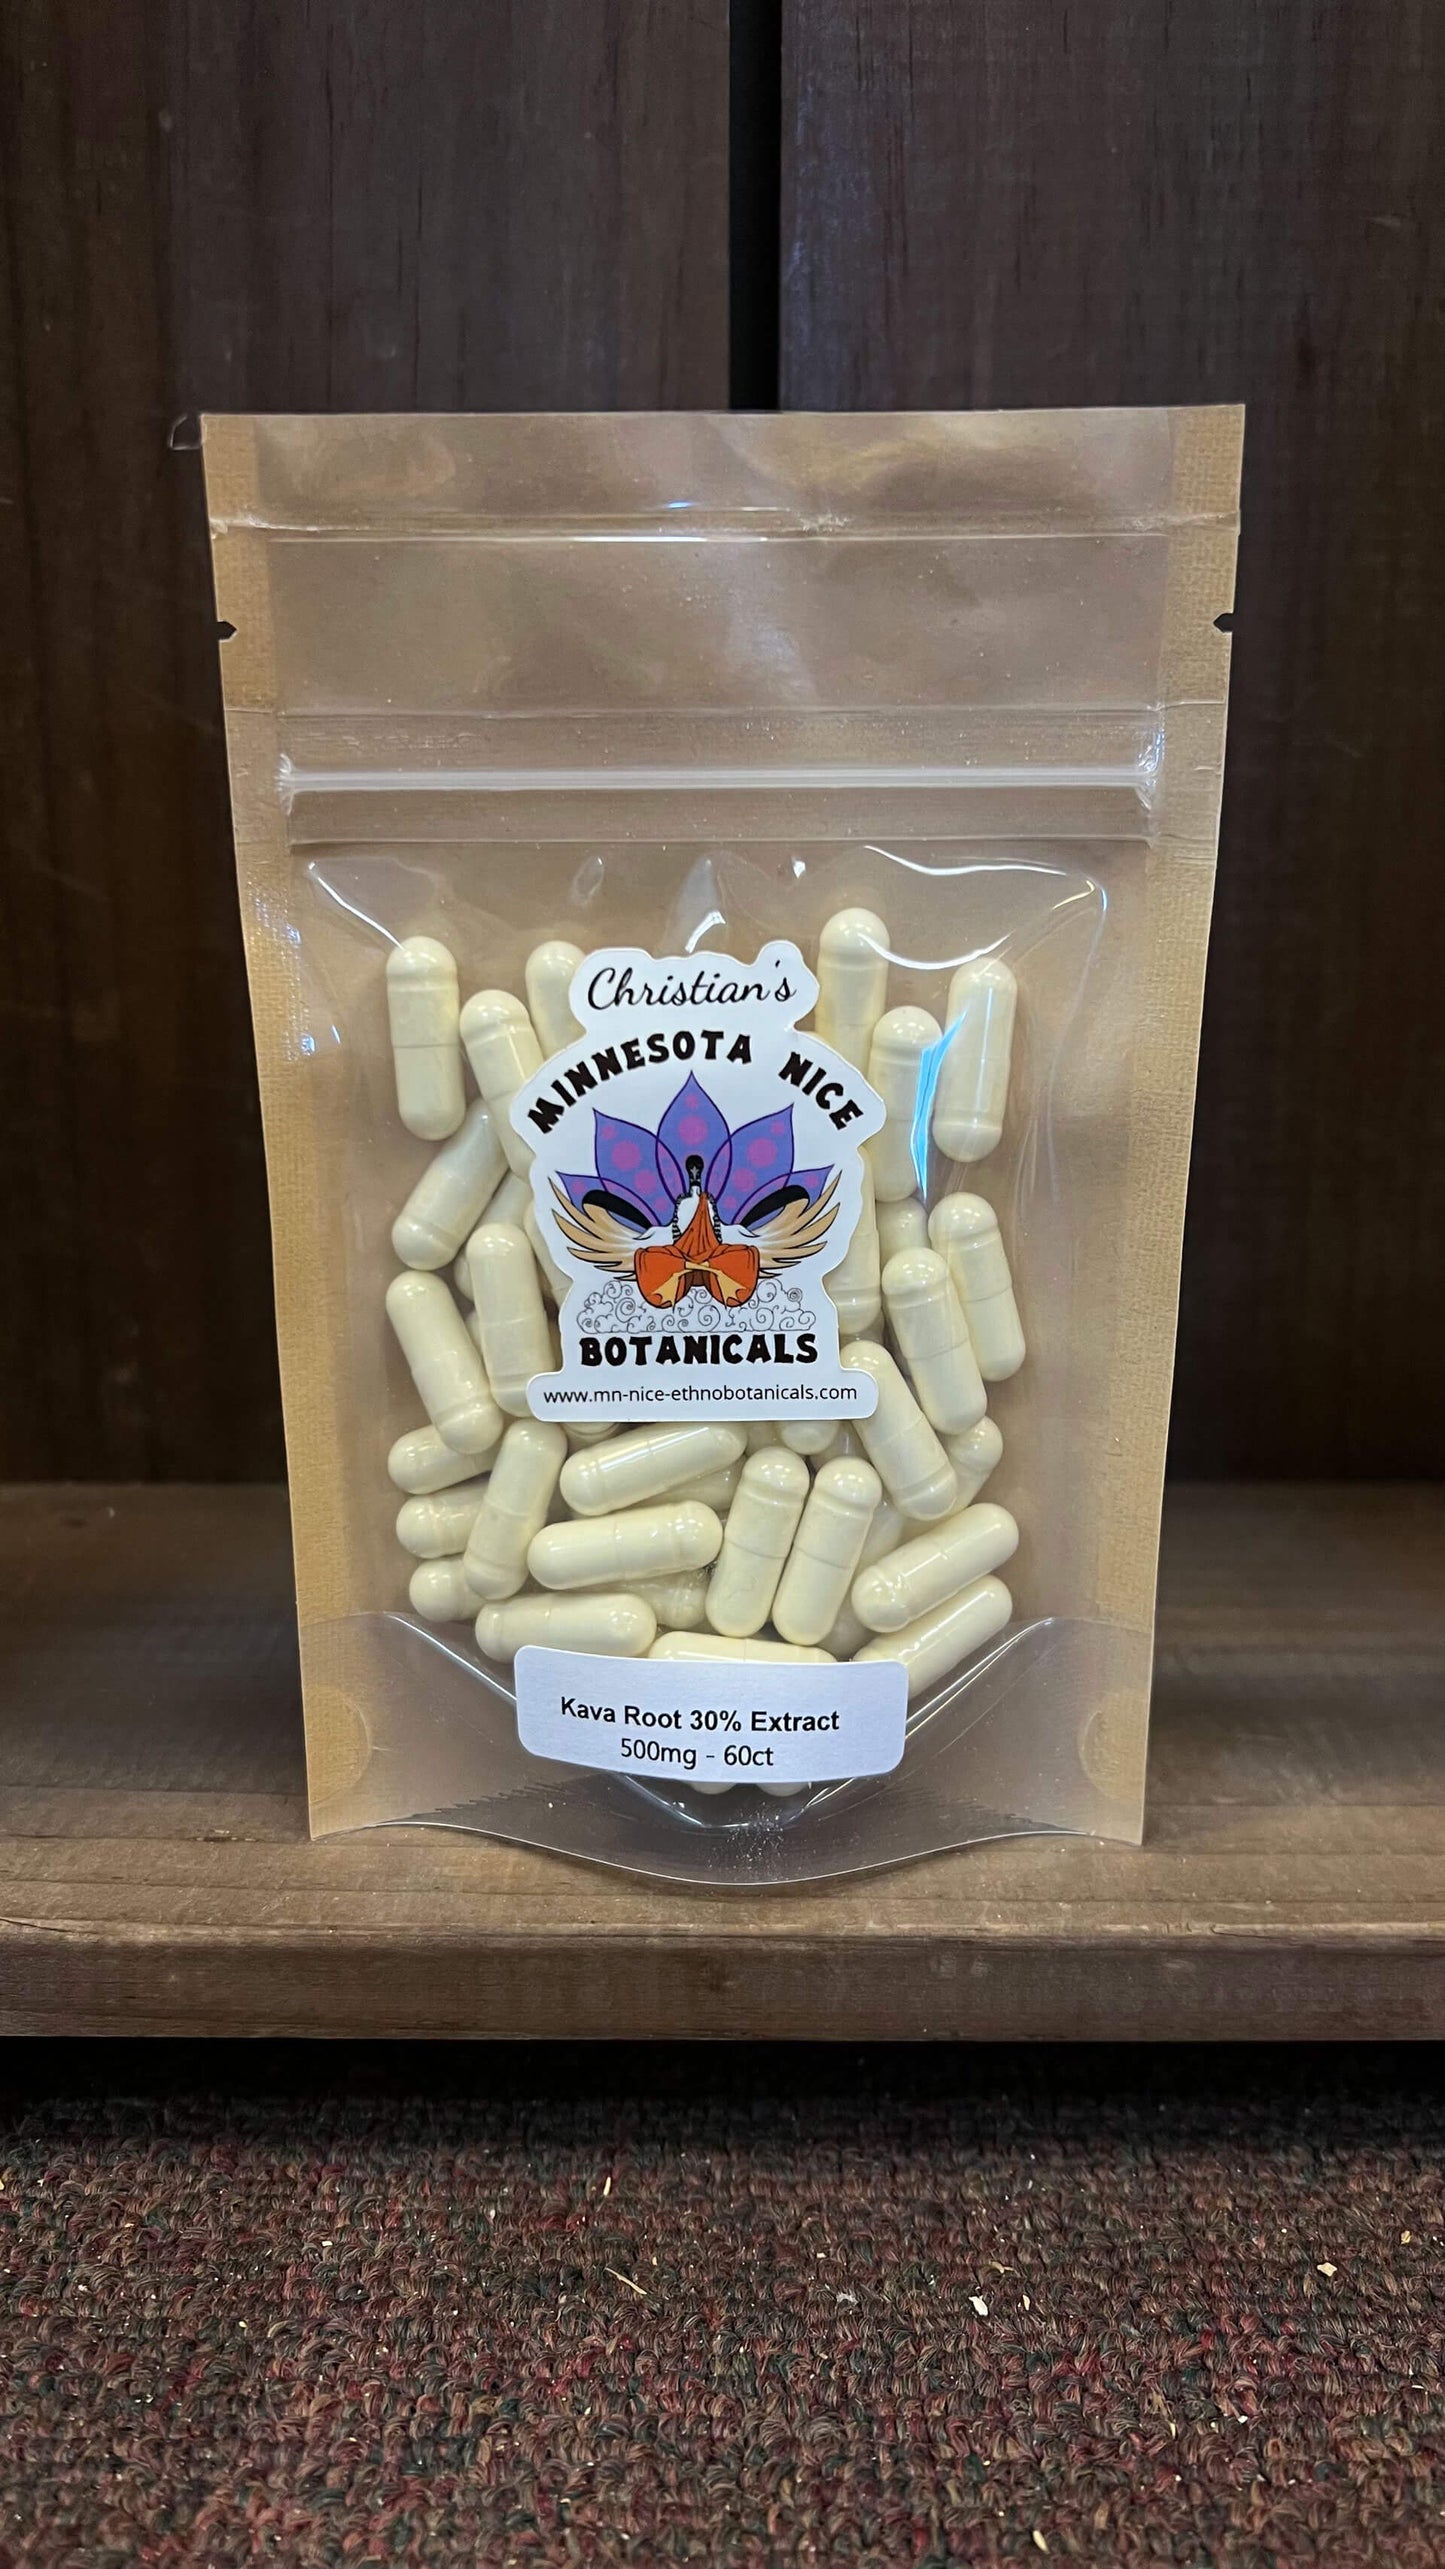 Christian's
MINNESOTA NICE
BOTANICALS
www.mn-nice-ethnobotanicals.com
Kava Root 30% Extract
500mg - 60ct